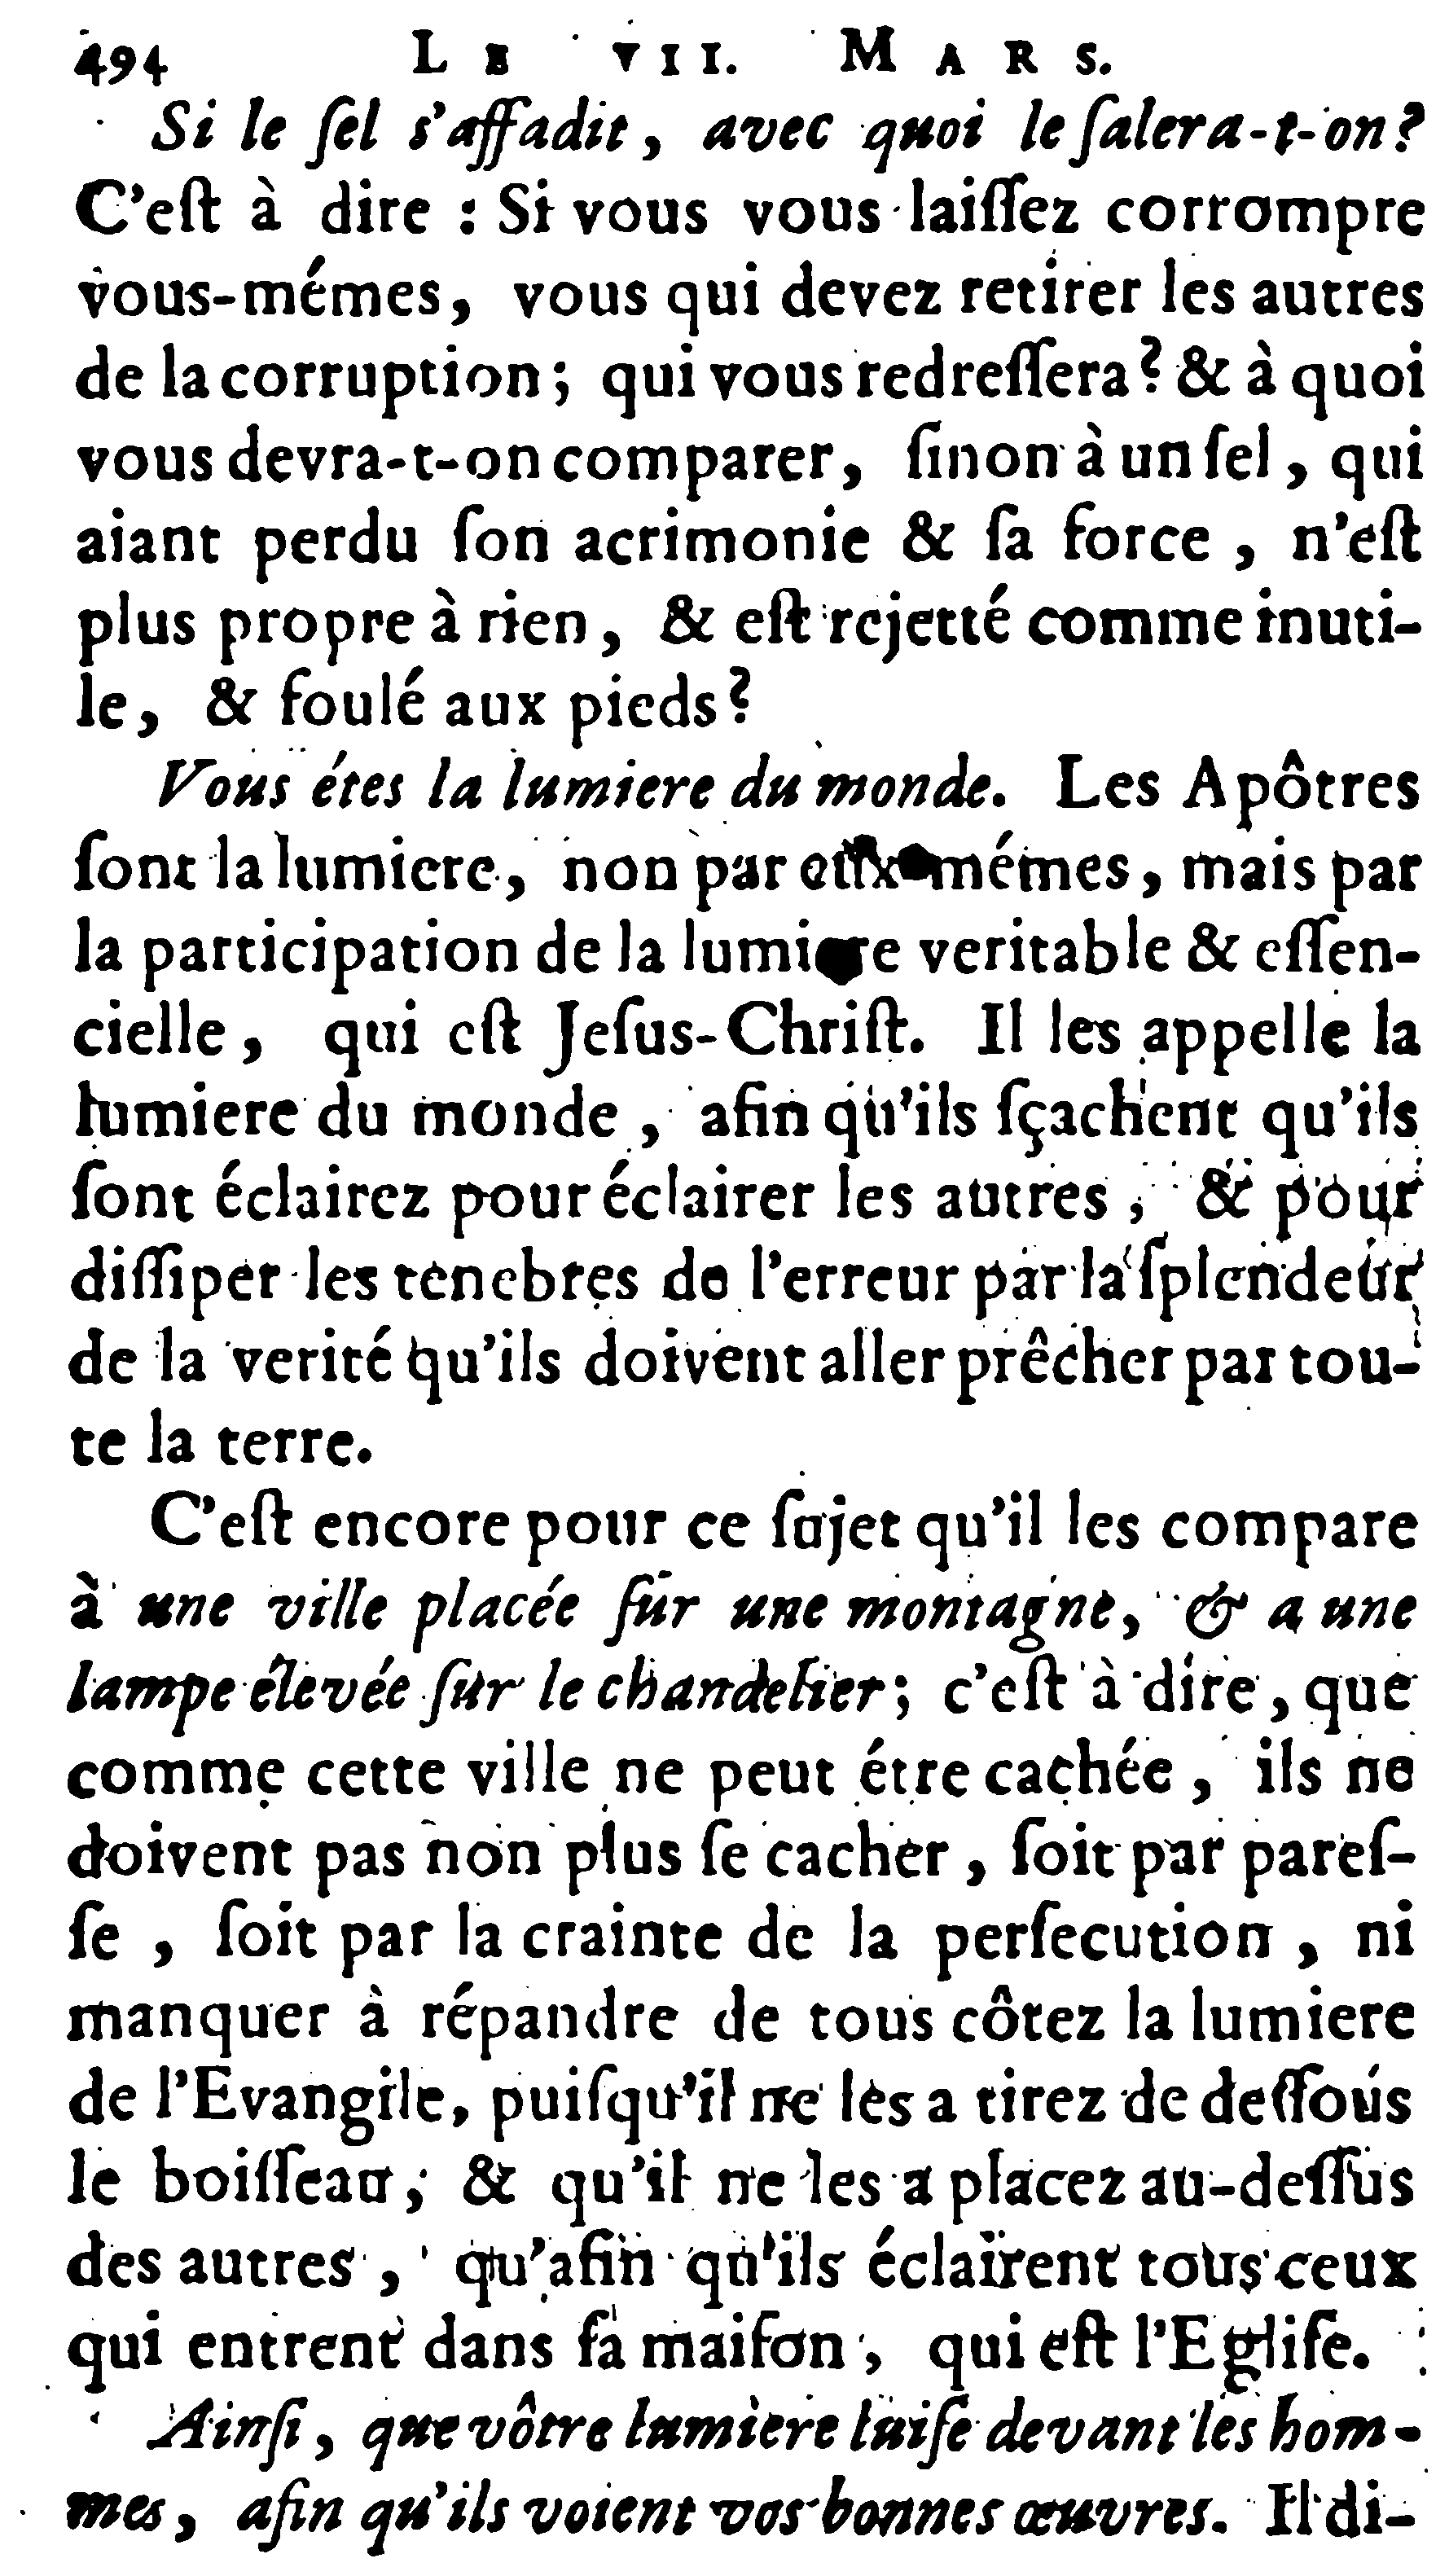 494 LE VII. MARS.
Si le ſel s'affadit, avec quoi le ſalera-t-on?
C'eſt à dire : Si vous vous laiſſez corrompre
vous-mémes, vous qui devez retirer les autres
de la corruption; qui vous redreſſera? & à quoi
vous devra-t-on comparer, ſinon à un ſel, qui
aiant perdu ſon acrimonie & ſa force, n'eſt
plus propre à rien, & eſt rejetté comme inuti-
le, & foulé aux pieds?
Vous étes la lumiere du monde. Les Apôtres
ſont la lumiere, non par eux-mémes, mais par
la participation de la lumiere veritable & eſſen-
cielle, qui eſt Jeſus-Chriſt. Il les appelle la
lumiere du monde, afin qu'ils ſçachent qu'ils
ſont éclairez pour éclairer les autres, & pour
diſſiper les tenebres de l'erreur par la ſplendeur
de la verité qu'ils doivent aller prêcher par tou-
te la terre.
C'eſt encore pour ce ſujet qu'il les compare
à une ville placée ſur une montagne, & a une
lampe élevée ſur le chandelier; c'eſt à dire, que
comme cette ville ne peut étre cachée, ils ne
doivent pas non plus ſe cacher, ſoit par pareſ-
ſe, ſoit par la crainte de la perſecution, ni
manquer à répandre de tous côtez la lumiere
de l'Evangile, puiſqu'il ne les a tirez de deſſous
le boiſſeau, & qu'il ne les a placez au-deſſus
des autres, qu'afin qu'ils éclairent tous ceux
qui entrent dans ſa maiſon, qui eſt l'Egliſe.
Ainſi, que vôtre lumiere luiſe devant les hom-
mes, afin qu'ils voient vos bonnes œuvres. Il di-